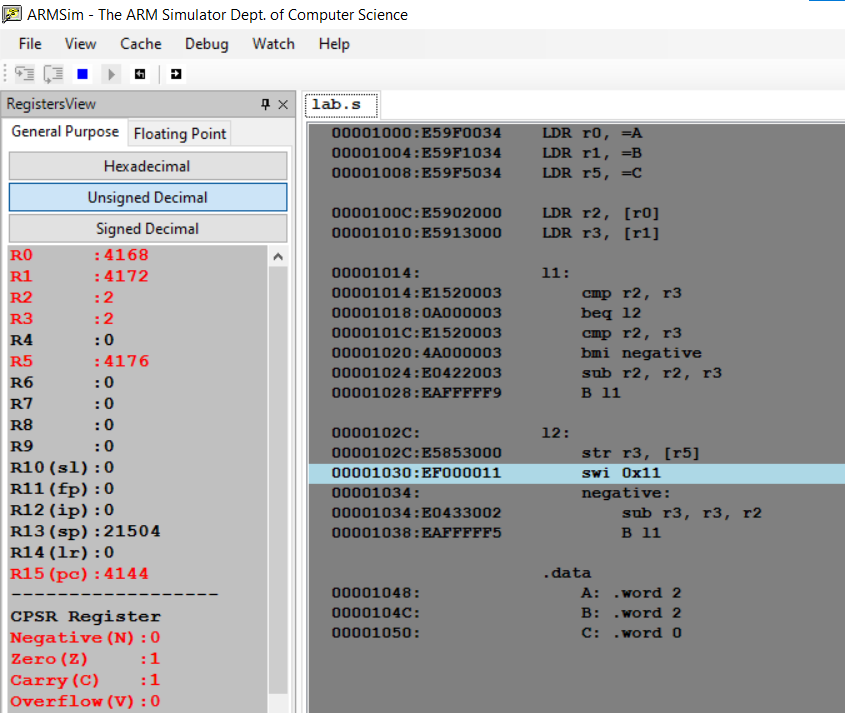 ARMSim - The ARM Simulator Dept. of Computer Science
File View Cache Debug Watch Help
RegistersView
General Purpose Floating Point
Hexadecimal
Unsigned Decimal
Signed Decimal
R0 :4168
R1 :4172
R2 :2
R3 :2
R4 :0
R5 :4176
R6 :0
R7 :0
R8 :0
R9 :0
R10(sl):0
R11(fp):0
R12(ip):0
R13(sp):21504
R14(lr):0
R15(pc):4144
------------------
CPSR Register
Negative(N):0
Zero(Z) :1
Carry(C) :1
Overflow(V):0
lab.s
00001000:E59F0034 LDR r0, =A
00001004:E59F1034 LDR r1, =B
00001008:E59F5034 LDR r5, =C
0000100C:E5902000 LDR r2, [r0]
00001010:E5913000 LDR r3, [r1]
00001014: l1:
00001014:E1520003 cmp r2, r3
00001018:0A000003 beq l2
0000101C:E1520003 cmp r2, r3
00001020:4A000003 bmi negative
00001024:E0422003 sub r2, r2, r3
00001028:EAFFFFF9 B l1
0000102C: l2:
0000102C:E5853000 str r3, [r5]
00001030:EF000011 swi 0x11
00001034: negative:
00001034:E0433002 sub r3, r3, r2
00001038:EAFFFFF5 B l1
.data
00001048: A: .word 2
0000104C: B: .word 2
00001050: C: .word 0